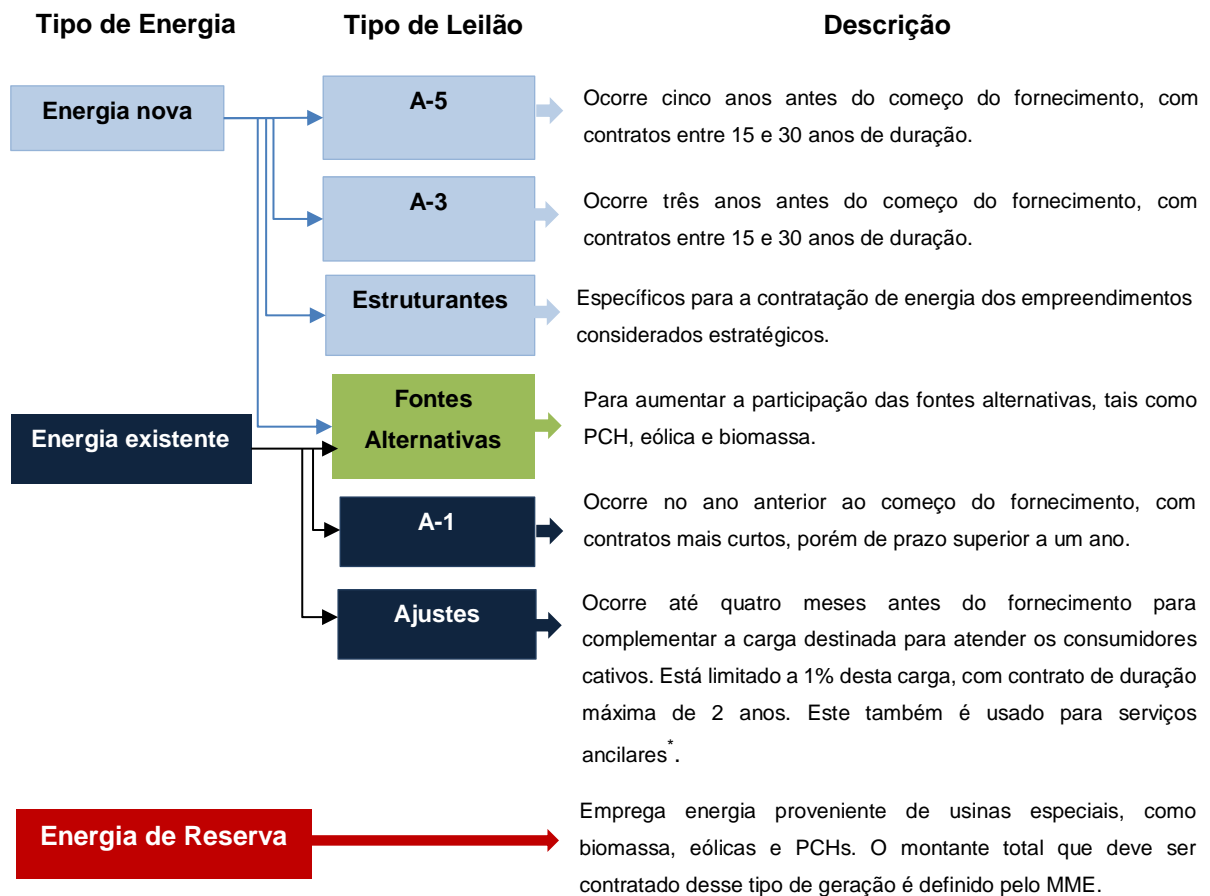 Tipo de Energia Tipo de Leilão Descrição
Energia nova
A-5
Ocorre cinco anos antes do começo do fornecimento, com
contratos entre 15 e 30 anos de duração.
A-3
Ocorre três anos antes do começo do fornecimento, com
contratos entre 15 e 30 anos de duração.
Estruturantes
Específicos para a contratação de energia dos empreendimentos
considerados estratégicos.
Energia existente
Fontes
Alternativas
Para aumentar a participação das fontes alternativas, tais como
PCH, eólica e biomassa.
A-1
Ocorre no ano anterior ao começo do fornecimento, com
contratos mais curtos, porém de prazo superior a um ano.
Ajustes
Ocorre até quatro meses antes do fornecimento para
complementar a carga destinada para atender os consumidores
cativos. Está limitado a 1% desta carga, com contrato de duração
máxima de 2 anos. Este também é usado para serviços
ancilares*.
Energia de Reserva
Emprega energia proveniente de usinas especiais, como
biomassa, eólicas e PCHs. O montante total que deve ser
contratado desse tipo de geração é definido pelo MME.